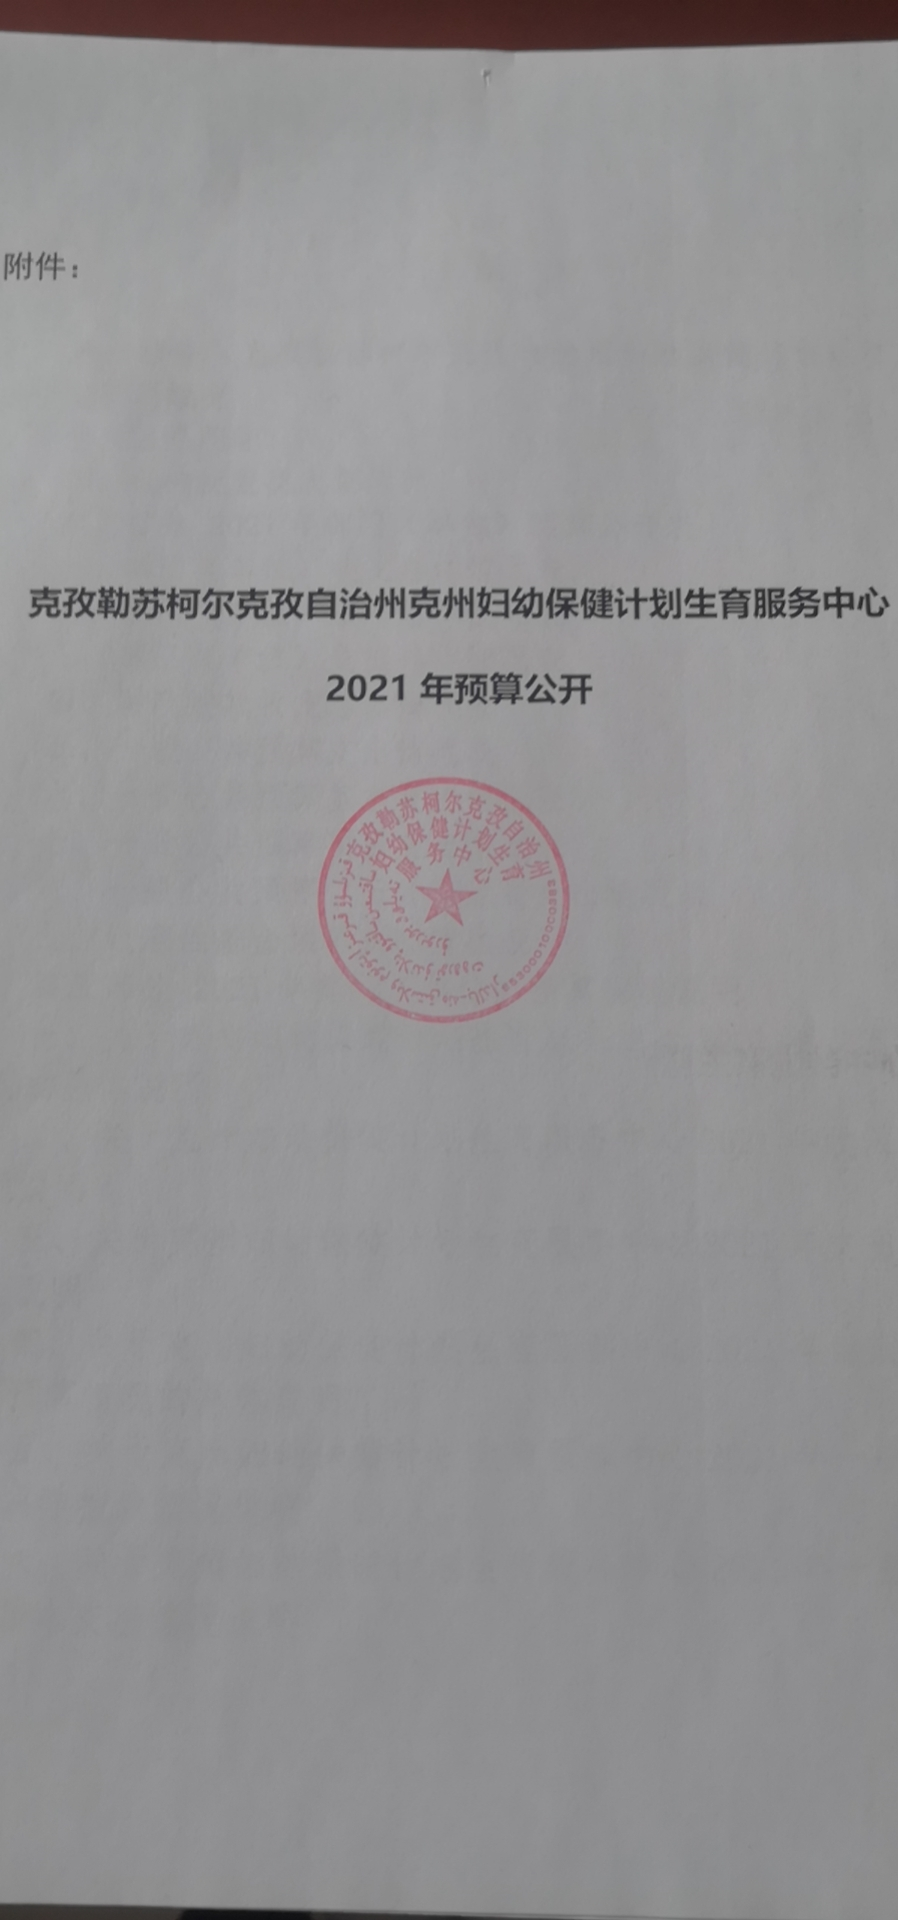 附件：
克孜勒苏柯尔克孜自治州克州妇幼保健计划生育服务中心
2021 年预算公开
克孜勒苏柯尔克孜自治州
妇幼保健计划生育
服务中心